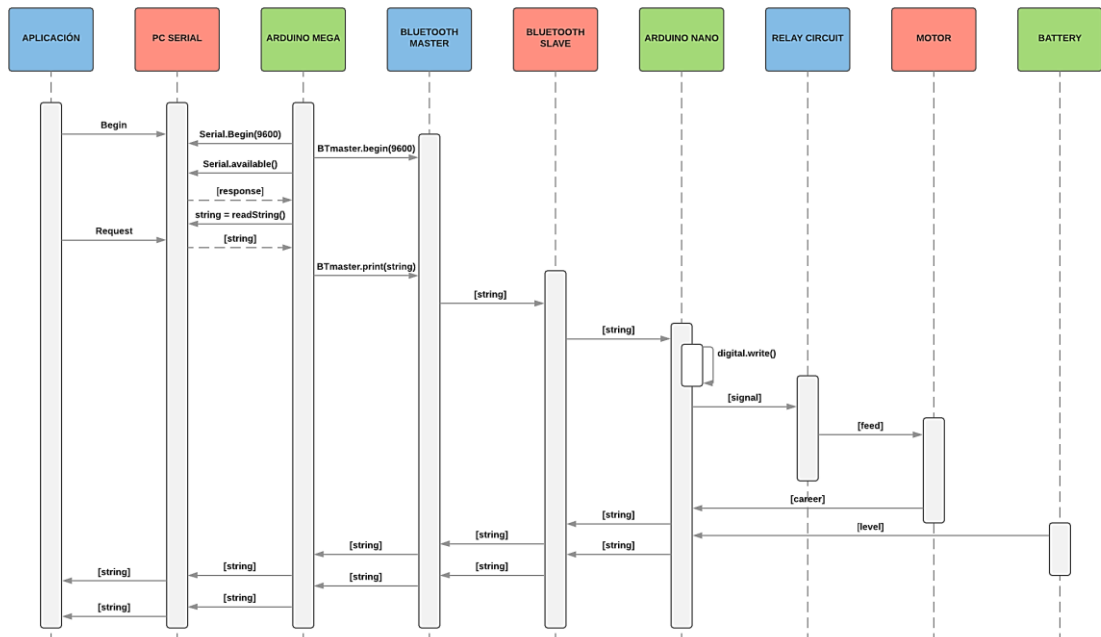 APLICACIÓN
PC SERIAL
ARDUINO MEGA
BLUETOOTH
MASTER
BLUETOOTH
SLAVE
ARDUINO NANO
RELAY CIRCUIT
MOTOR
BATTERY
Begin
Serial.Begin(9600)
BTmaster.begin(9600)
Serial.available()
[response]
string = readString()
Request
[string]
BTmaster.print(string)
[string]
[string]
digital.write()
[signal]
[feed]
[career]
[string]
[level]
[string]
[string]
[string]
[string]
[string]
[string]
[string]
[string]
[string]